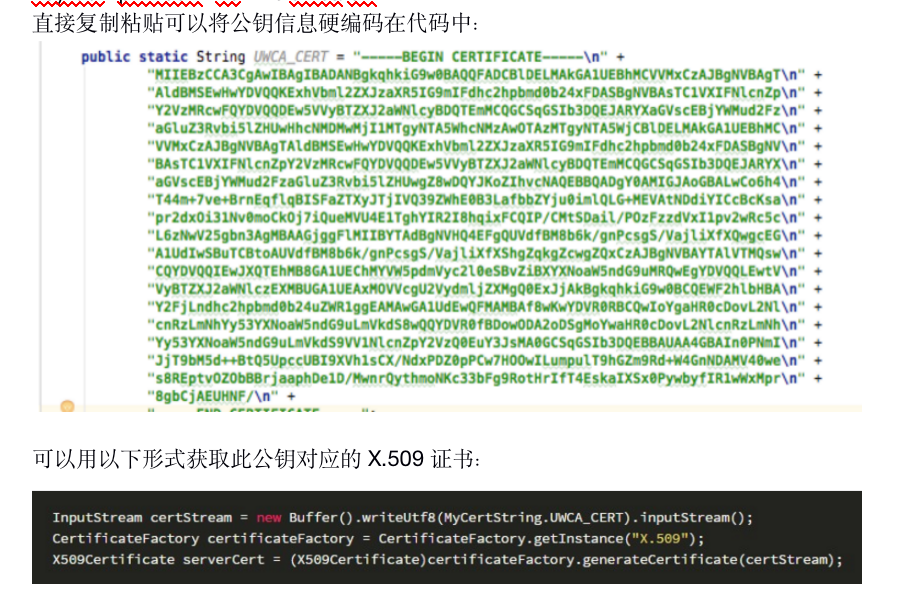 直接复制粘贴可以将公钥信息硬编码在代码中:
public static String UWCA_CERT = "-----BEGIN CERTIFICATE-----\n" +
"MIIEBzCCA3CgAwIBAgIBADANBgkqhkiG9w0BAQQFADCBlDELMAkGA1UEBhMCVVMxCzAJBgNVBAgT\n" +
"AldBMSEwHwYDVQQKExhVbml2ZXJzaXR5IG9mIFdhc2hpbmd0b24xFDASBgNVBAsTC1VXIFNlcnZp\n" +
"Y2VzMRcwFQYDVQQDEw5VVyBTZXJ2aWNlcyBDQTEmMCQGCSqGSIb3DQEJARYXaGVscEBjYWMud2Fz\n" +
"aGluZ3Rvbi5lZHUwHhcNMDMwMjI1MTgyNTA5WhcNMzAwOTAzMTgyNTA5WjCBlDELMAkGA1UEBhMC\n" +
"VVMxCzAJBgNVBAgTAldBMSEwHwYDVQQKExhVbml2ZXJzaXR5IG9mIFdhc2hpbmd0b24xFDASBgNV\n" +
"BAsTC1VXIFNlcnZpY2VzMRcwFQYDVQQDEw5VVyBTZXJ2aWNlcyBDQTEmMCQGCSqGSIb3DQEJARYX\n" +
"aGVscEBjYWMud2FzaGluZ3Rvbi5lZHUwgZ8wDQYJKoZIhvcNAQEBBQADgY0AMIGJAoGBALwCo6h4\n" +
"T44m+7ve+BrnEqflqBISFaZTXyJTjIVQ39ZWhE0B3LafbbZYju0imlQLG+MEVAtNDdiYICcBcKsa\n" +
"pr2dxOi31Nv0moCkOj7iQueMVU4E1TghYIR2I8hqixFCQIP/CMtSDail/POzFzzdVxI1pv2wRc5c\n" +
"L6zNwV25gbn3AgMBAAGjggFlMIIBYTAdBgNVHQ4EFgQUVdfBM8b6k/gnPcsgS/VajliXfXQwgcEG\n" +
"A1UdIwSBuTCBtoAUVdfBM8b6k/gnPcsgS/VajliXfXShgZqkgZcwgZQxCzAJBgNVBAYTAlVTMQsw\n" +
"CQYDVQQIEwJXQTEhMB8GA1UEChMYVW5pdmVyc2l0eSBvZiBXYXNoaW5ndG9uMRQwEgYDVQQLEwtV\n" +
"VyBTZXJ2aWNlczEXMBUGA1UEAxMOVVcgU2VydmljZXMgQ0ExJjAkBgkqhkiG9w0BCQEWF2hlbHBA\n" +
"Y2FjLndhc2hpbmd0b24uZWR1ggEAMAwGA1UdEwQFMAMBAf8wKwYDVR0RBCQwIoYgaHR0cDovL2Nl\n" +
"cnRzLmNhYy53YXNoaW5ndG9uLmVkdS8wQQYDVR0fBDowODA2oDSgMoYwaHR0cDovL2NlcnRzLmNh\n" +
"Yy53YXNoaW5ndG9uLmVkdS9VV1NlcnZpY2VzQ0EuY3JsMA0GCSqGSIb3DQEBBAUAA4GBAIn0PNmI\n" +
"JjT9bM5d++BtQ5UpccUBI9XVh1sCX/NdxPDZ0pPCw7HOOwILumpulT9hGZm9Rd+W4GnNDAMV40we\n" +
"s8REptvOZObBBrjaaphDe1D/MwnrQythmoNKc33bFg9RotHrIfT4EskaIXSx0PywbyfIR1wWxMpr\n" +
"8gbCjAEUHNF/\n" +
可以用以下形式获取此公钥对应的 X.509 证书:
InputStream certStream = new Buffer().writeUtf8(MyCertString.UWCA_CERT).inputStream();
CertificateFactory certificateFactory = CertificateFactory.getInstance("X.509");
X509Certificate serverCert = (X509Certificate)certificateFactory.generateCertificate(certStream);